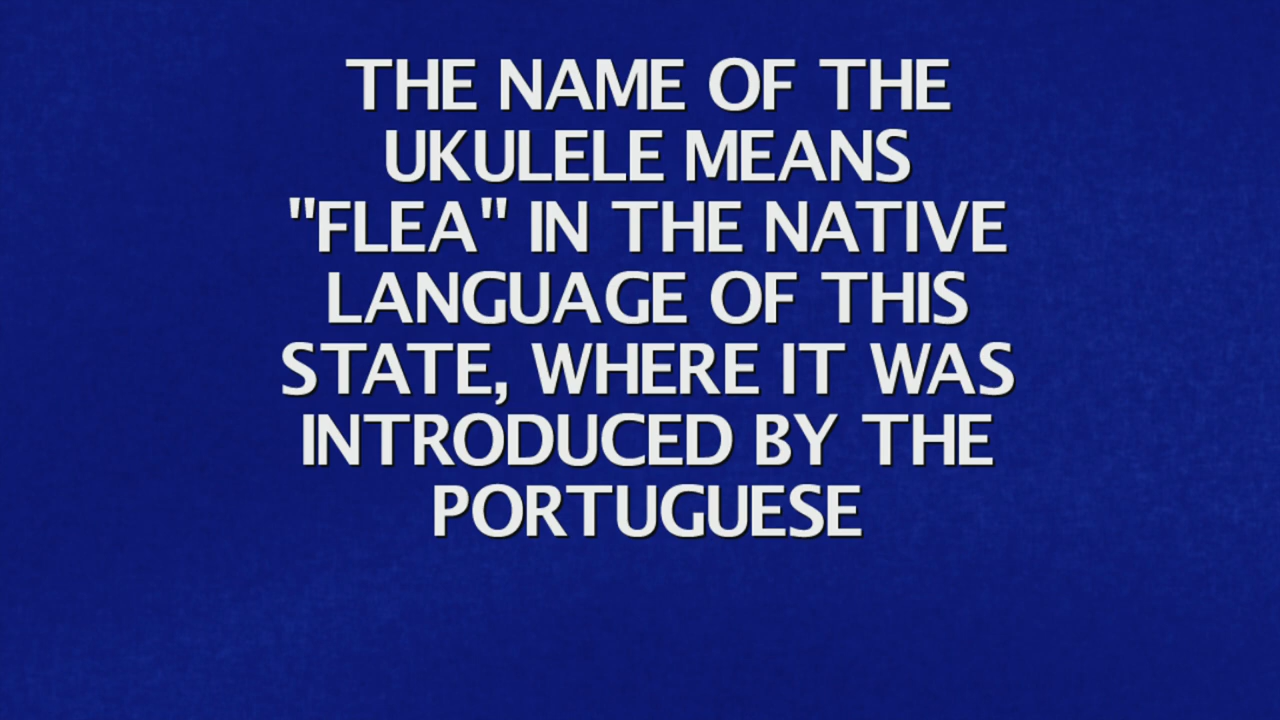 THE NAME OF THE
UKULELE MEANS
"FLEA" IN THE NATIVE
LANGUAGE OF THIS
STATE, WHERE IT WAS
INTRODUCED BY THE
PORTUGUESE